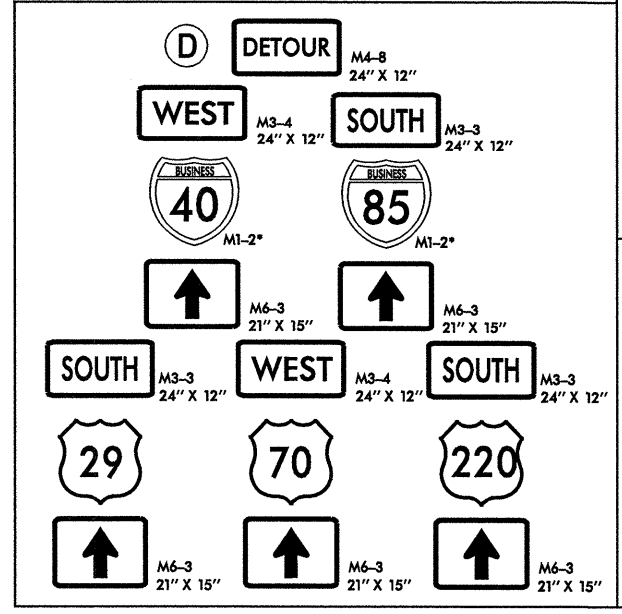 D DETOUR M4-8
24" X 12"
WEST M3-4 SOUTH M3-3
24" X 12" 24" X 12"
BUSINESS BUSINESS
40 85
M1-2* M1-2*
M6-3 M6-3
21" X 15" 21" X 15"
SOUTH M3-3 WEST M3-4 SOUTH M3-3
24" X 12" 24" X 12" 24" X 12"
29 70 220
M6-3 M6-3 M6-3
21" X 15" 21" X 15" 21" X 15"